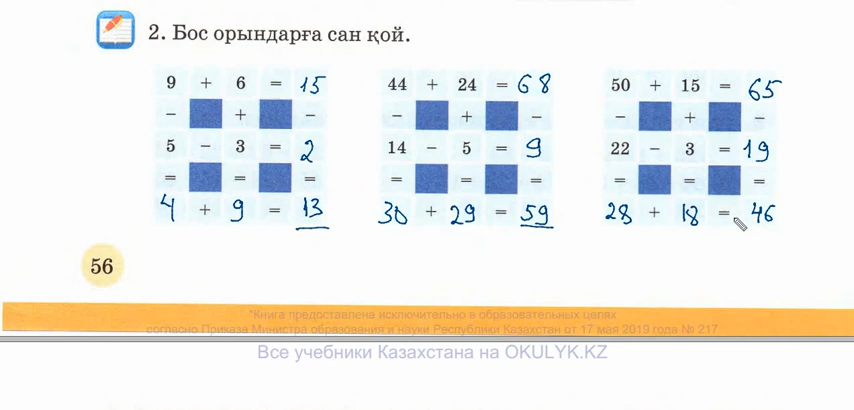 2. Бос орындарға сан қой.
9 + 6 = 15 44 + 24 = 68 50 + 15 = 65
− + − − + − − + −
5 − 3 = 2 14 − 5 = 9 22 − 3 = 19
= = = = = = = = =
4 + 9 = 13 30 + 29 = 59 28 + 18 = 46
56
*Книга предоставлена исключительно в образовательных целях
согласно Приказа Министра образования и науки Республики Казахстан от 17 мая 2019 года № 217
Все учебники Казахстана на OKULYK.KZ